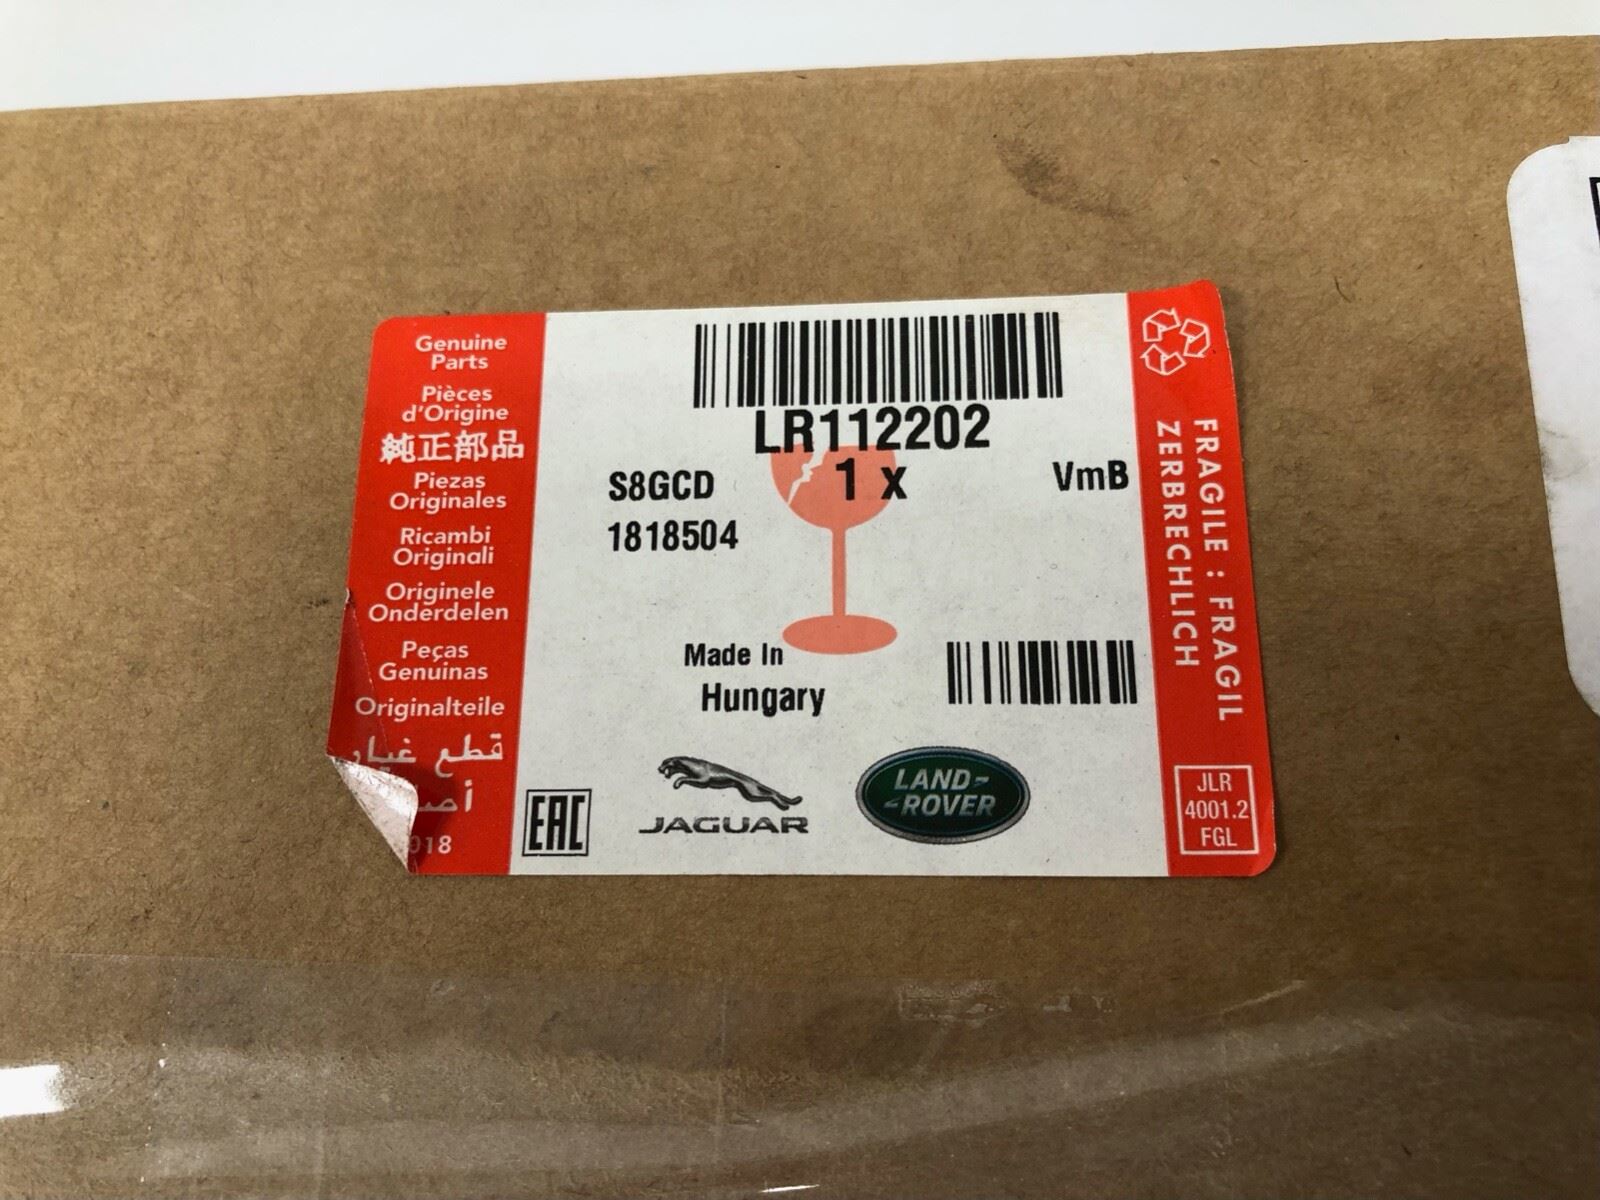 Genuine
Parts
Pièces
d'Origine
純正部品
Piezas
Originales
Ricambi
Originali
Originele
Onderdelen
Peças
Genuinas
Originalteile
قطع غيار
018
LR112202
S8GCD
1 x
VmB
1818504
Made In
Hungary
EAC
JAGUAR
LAND-
-ROVER
FRAGILE : FRAGIL
ZERBRECHLICH
JLR
4001.2
FGL